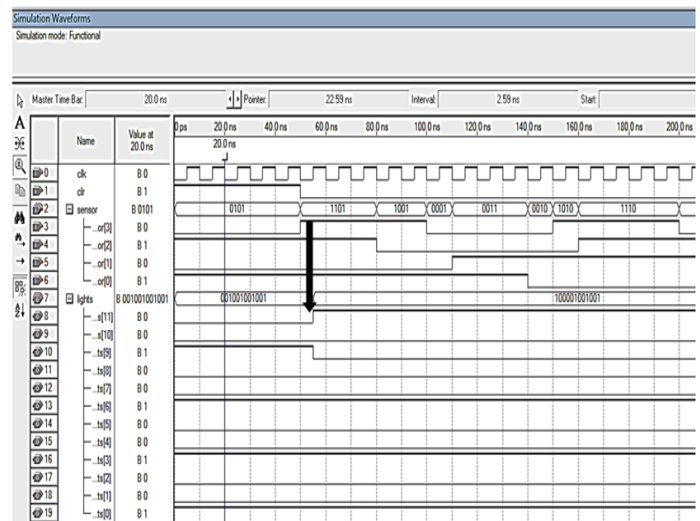 Simulation Waveforms
Simulation mode: Functional
Master Time Bar: 20.0 ns Pointer: 22.59 ns Interval: 2.59 ns Start:
Name Value at 20.0 ns
0 ps 20.0 ns 40.0 ns 60.0 ns 80.0 ns 100.0 ns 120.0 ns 140.0 ns 160.0 ns 180.0 ns 200.0 ns
20.0 ns
0 clk B 0
1 clr B 1
2 sensor B 0101 0101 1101 1001 0001 0011 0010 1010 1110
3 ...or[3] B 0
4 ...or[2] B 1
5 ...or[1] B 0
6 ...or[0] B 1
7 lights B 001001001001 001001001001 100001001001
8 ...s[11] B 0
9 ...s[10] B 0
10 ...ts[9] B 1
11 ...ts[8] B 0
12 ...ts[7] B 0
13 ...ts[6] B 1
14 ...ts[5] B 0
15 ...ts[4] B 0
16 ...ts[3] B 1
17 ...ts[2] B 0
18 ...ts[1] B 0
19 ...ts[0] B 1